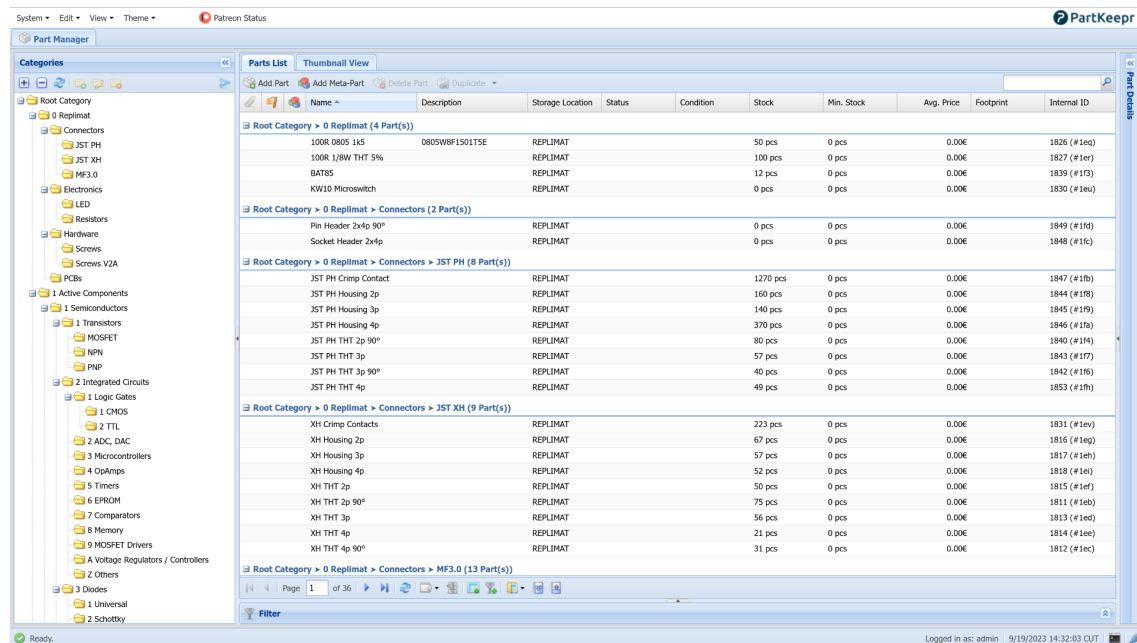 System Edit View Theme Patreon Status PartKeepr
Part Manager
Categories
Root Category
0 Replimat
Connectors
JST PH
JST XH
MF3.0
Electronics
LED
Resistors
Hardware
Screws
Screws V2A
PCBs
1 Active Components
1 Semiconductors
1 Transistors
MOSFET
NPN
PNP
2 Integrated Circuits
1 Logic Gates
1 CMOS
2 TTL
2 ADC, DAC
3 Microcontrollers
4 OpAmps
5 Timers
6 EPROM
7 Comparators
8 Memory
9 MOSFET Drivers
A Voltage Regulators / Controllers
Z Others
3 Diodes
1 Universal
2 Schottky
Parts List Thumbnail View
Add Part Add Meta-Part Delete Part Duplicate
Name Description Storage Location Status Condition Stock Min. Stock Avg. Price Footprint Internal ID
Root Category > 0 Replimat (4 Part(s))
100R 0805 1k5 0805W8F1501T5E REPLIMAT 50 pcs 0 pcs 0.00€ 1826 (#1eq)
100R 1/8W THT 5% REPLIMAT 100 pcs 0 pcs 0.00€ 1827 (#1er)
BAT85 REPLIMAT 12 pcs 0 pcs 0.00€ 1839 (#1f3)
KW10 Microswitch REPLIMAT 0 pcs 0 pcs 0.00€ 1830 (#1eu)
Root Category > 0 Replimat > Connectors (2 Part(s))
Pin Header 2x4p 90° REPLIMAT 0 pcs 0 pcs 0.00€ 1849 (#1fd)
Socket Header 2x4p REPLIMAT 0 pcs 0 pcs 0.00€ 1848 (#1fc)
Root Category > 0 Replimat > Connectors > JST PH (8 Part(s))
JST PH Crimp Contact REPLIMAT 1270 pcs 0 pcs 0.00€ 1847 (#1fb)
JST PH Housing 2p REPLIMAT 160 pcs 0 pcs 0.00€ 1844 (#1f8)
JST PH Housing 3p REPLIMAT 140 pcs 0 pcs 0.00€ 1845 (#1f9)
JST PH Housing 4p REPLIMAT 370 pcs 0 pcs 0.00€ 1846 (#1fa)
JST PH THT 2p 90° REPLIMAT 80 pcs 0 pcs 0.00€ 1840 (#1f4)
JST PH THT 3p REPLIMAT 57 pcs 0 pcs 0.00€ 1843 (#1f7)
JST PH THT 3p 90° REPLIMAT 40 pcs 0 pcs 0.00€ 1842 (#1f6)
JST PH THT 4p REPLIMAT 49 pcs 0 pcs 0.00€ 1853 (#1fh)
Root Category > 0 Replimat > Connectors > JST XH (9 Part(s))
XH Crimp Contacts REPLIMAT 223 pcs 0 pcs 0.00€ 1831 (#1ev)
XH Housing 2p REPLIMAT 67 pcs 0 pcs 0.00€ 1816 (#1eg)
XH Housing 3p REPLIMAT 57 pcs 0 pcs 0.00€ 1817 (#1eh)
XH Housing 4p REPLIMAT 52 pcs 0 pcs 0.00€ 1818 (#1ei)
XH THT 2p REPLIMAT 50 pcs 0 pcs 0.00€ 1815 (#1ef)
XH THT 2p 90° REPLIMAT 75 pcs 0 pcs 0.00€ 1811 (#1eb)
XH THT 3p REPLIMAT 56 pcs 0 pcs 0.00€ 1813 (#1ed)
XH THT 4p REPLIMAT 21 pcs 0 pcs 0.00€ 1814 (#1ee)
XH THT 4p 90° REPLIMAT 31 pcs 0 pcs 0.00€ 1812 (#1ec)
Root Category > 0 Replimat > Connectors > MF3.0 (13 Part(s))
Page 1 of 36
Filter
Part Details
Ready. Logged in as: admin 9/19/2023 14:32:03 CUT